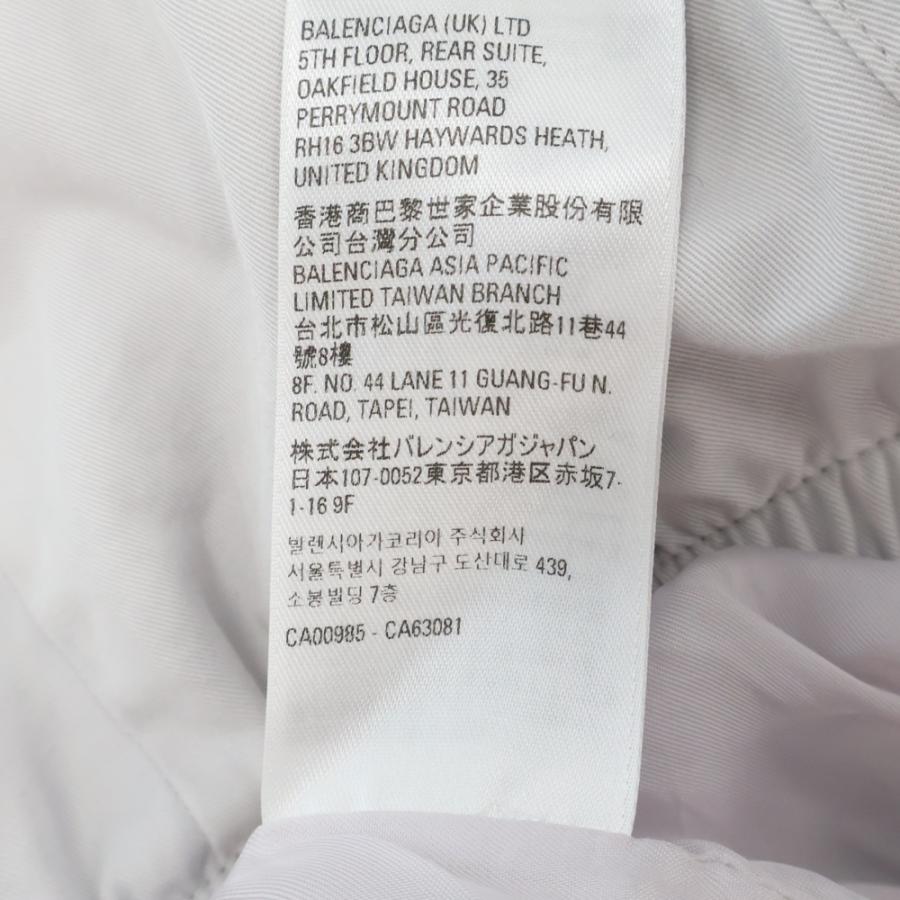 BALENCIAGA (UK) LTD
5TH FLOOR, REAR SUITE,
OAKFIELD HOUSE, 35
PERRYMOUNT ROAD
RH16 3BW HAYWARDS HEATH,
UNITED KINGDOM
香港商巴黎世家企業股份有限
公司台灣分公司
BALENCIAGA ASIA PACIFIC
LIMITED TAIWAN BRANCH
台北市松山區光復北路11巷44
號8樓
8F. NO. 44 LANE 11 GUANG-FU N.
ROAD, TAPEI, TAIWAN
株式会社バレンシアガジャパン
日本107-0052東京都港区赤坂7-
1-16 9F
발렌시아가코리아 주식회사
서울특별시 강남구 도산대로 439,
소봉빌딩 7층
CA00985 - CA63081